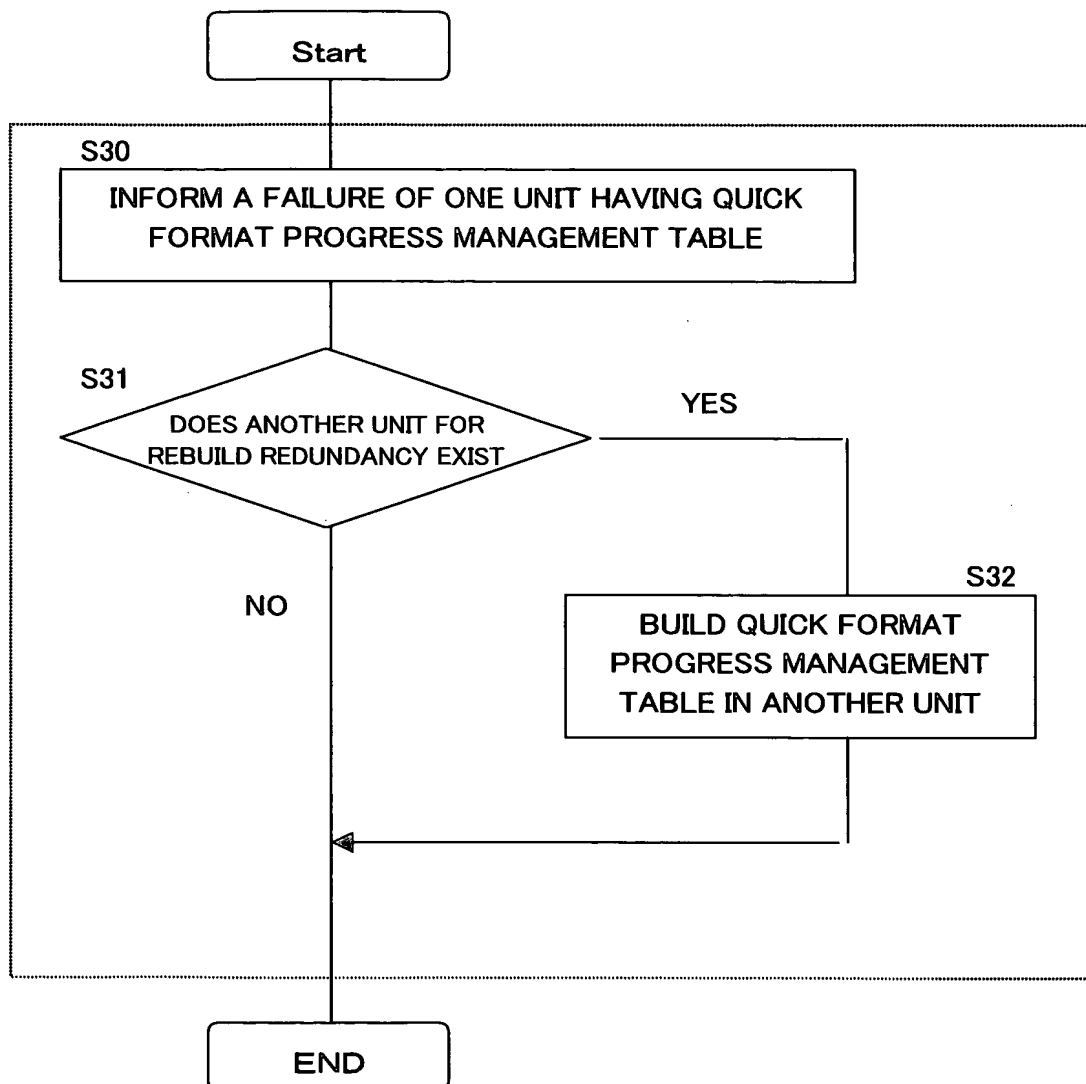 Start
S30
INFORM A FAILURE OF ONE UNIT HAVING QUICK
FORMAT PROGRESS MANAGEMENT TABLE
S31
DOES ANOTHER UNIT FOR
REBUILD REDUNDANCY EXIST
YES
NO
S32
BUILD QUICK FORMAT
PROGRESS MANAGEMENT
TABLE IN ANOTHER UNIT
END